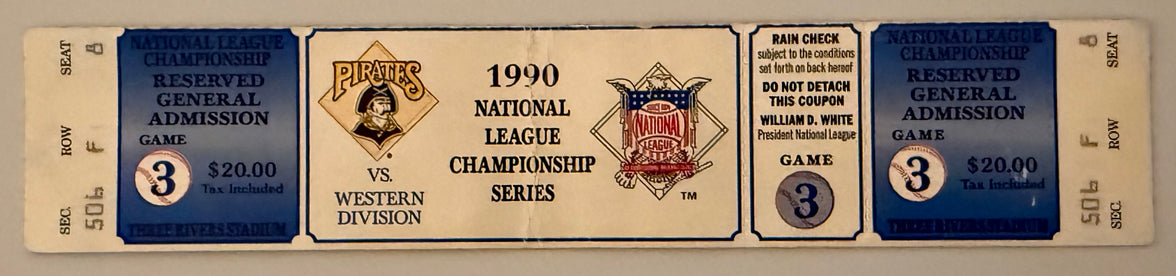 SEAT 8
ROW F
SEC. 506
NATIONAL LEAGUE
CHAMPIONSHIP
RESERVED
GENERAL
ADMISSION
GAME
3
$20.00
Tax Included
THREE RIVERS STADIUM
PIRATES
VS.
WESTERN
DIVISION
1990
NATIONAL
LEAGUE
CHAMPIONSHIP
SERIES
NATIONAL
LEAGUE
TM
RAIN CHECK
subject to the conditions
set forth on back hereof
DO NOT DETACH
THIS COUPON
WILLIAM D. WHITE
President National League
GAME
3
NATIONAL LEAGUE
CHAMPIONSHIP
RESERVED
GENERAL
ADMISSION
GAME
3
$20.00
Tax Included
THREE RIVERS STADIUM
SEAT 8
ROW F
SEC. 506